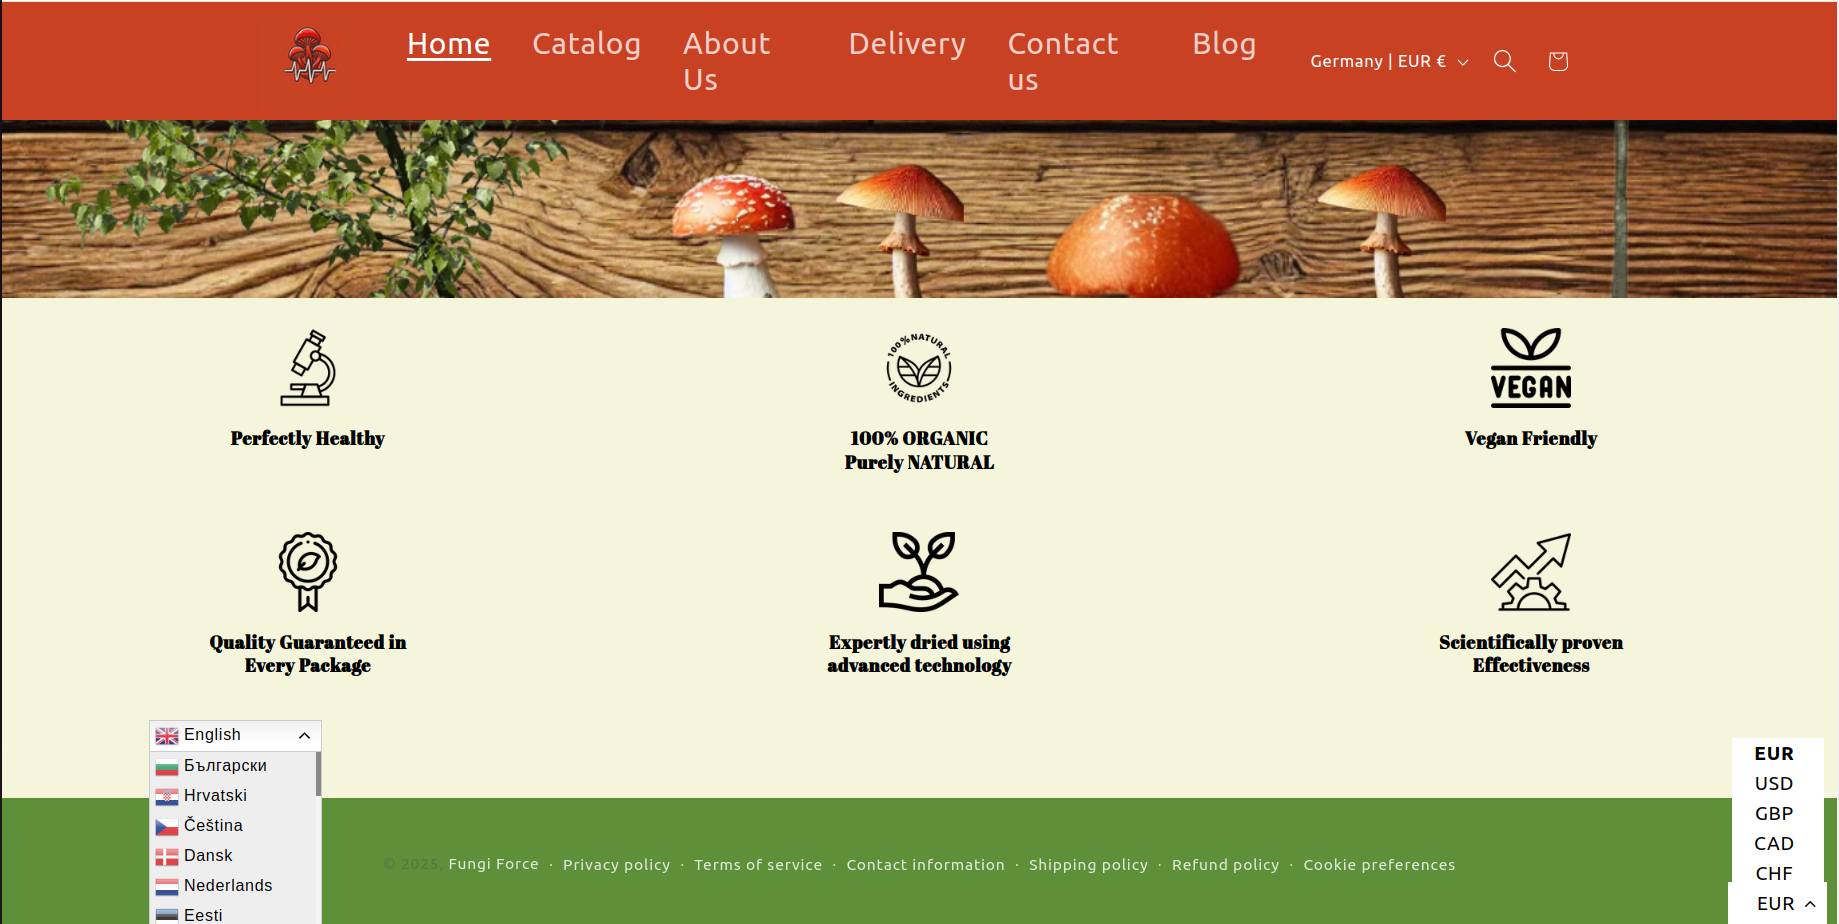 Home Catalog About Us Delivery Contact us Blog Germany | EUR €
100% NATURAL INGREDIENTS
VEGAN
Perfectly Healthy
100% ORGANIC
Purely NATURAL
Vegan Friendly
Quality Guaranteed in
Every Package
Expertly dried using
advanced technology
Scientifically proven
Effectiveness
English
Български
Hrvatski
Čeština
Dansk
Nederlands
Eesti
© 2025, Fungi Force · Privacy policy · Terms of service · Contact information · Shipping policy · Refund policy · Cookie preferences
EUR
USD
GBP
CAD
CHF
EUR